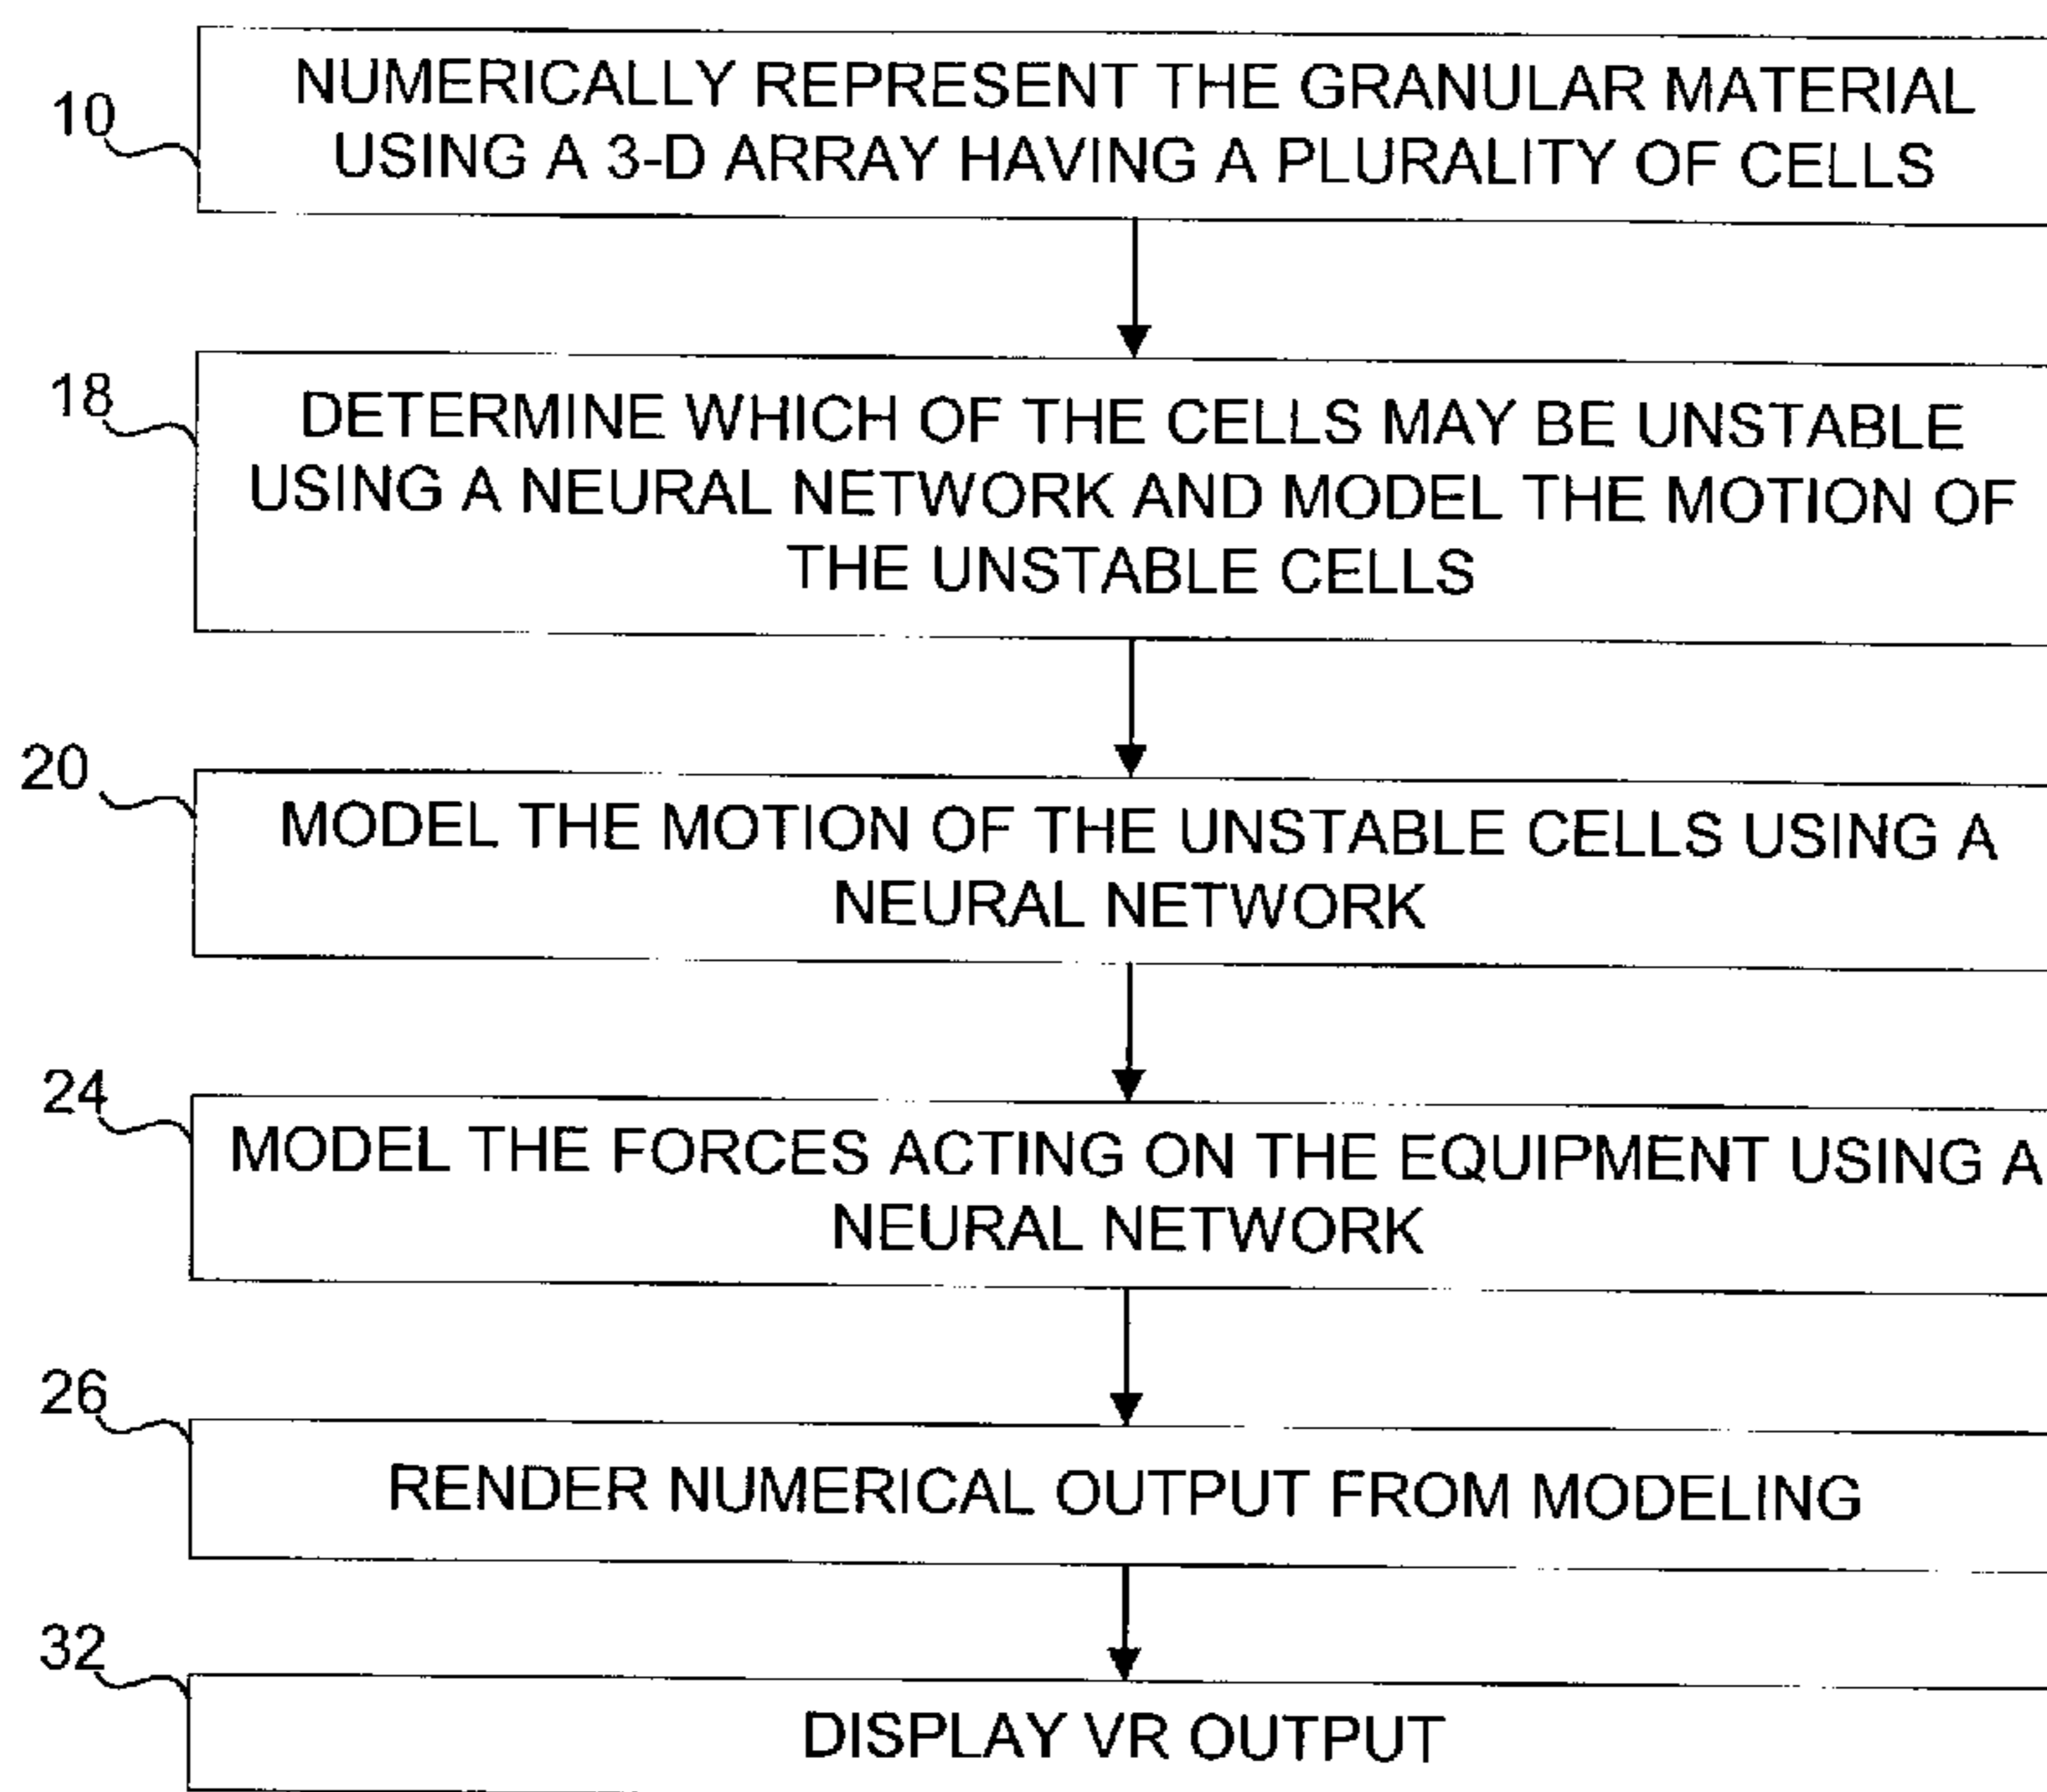 10
NUMERICALLY REPRESENT THE GRANULAR MATERIAL
USING A 3-D ARRAY HAVING A PLURALITY OF CELLS
18
DETERMINE WHICH OF THE CELLS MAY BE UNSTABLE
USING A NEURAL NETWORK AND MODEL THE MOTION OF
THE UNSTABLE CELLS
20
MODEL THE MOTION OF THE UNSTABLE CELLS USING A
NEURAL NETWORK
24
MODEL THE FORCES ACTING ON THE EQUIPMENT USING A
NEURAL NETWORK
26
RENDER NUMERICAL OUTPUT FROM MODELING
32
DISPLAY VR OUTPUT